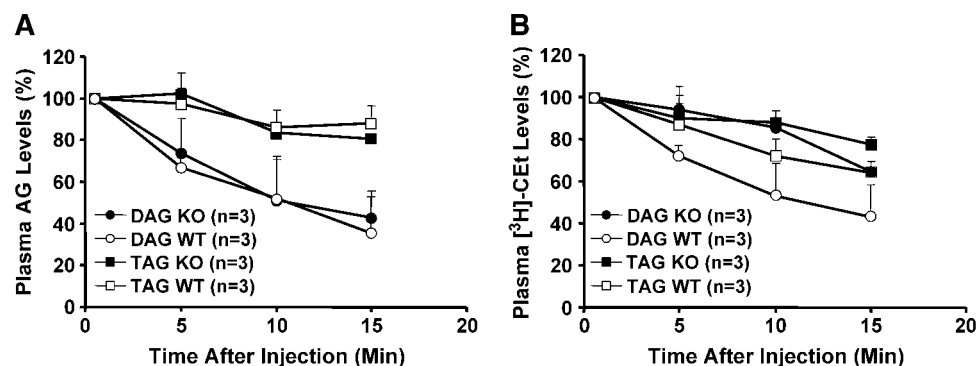 A
Plasma AG Levels (%)
120
100
80
60
40
20
0
DAG KO (n=3)
DAG WT (n=3)
TAG KO (n=3)
TAG WT (n=3)
0
5
10
15
20
Time After Injection (Min)
B
Plasma [³H]-CEt Levels (%)
120
100
80
60
40
20
0
DAG KO (n=3)
DAG WT (n=3)
TAG KO (n=3)
TAG WT (n=3)
0
5
10
15
20
Time After Injection (Min)